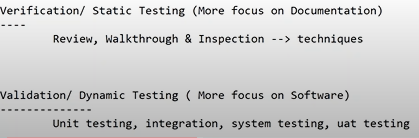 Verification/ Static Testing (More focus on Documentation)
----
Review, Walkthrough & Inspection --> techniques
Validation/ Dynamic Testing ( More focus on Software)
--------------
Unit testing, integration, system testing, uat testing